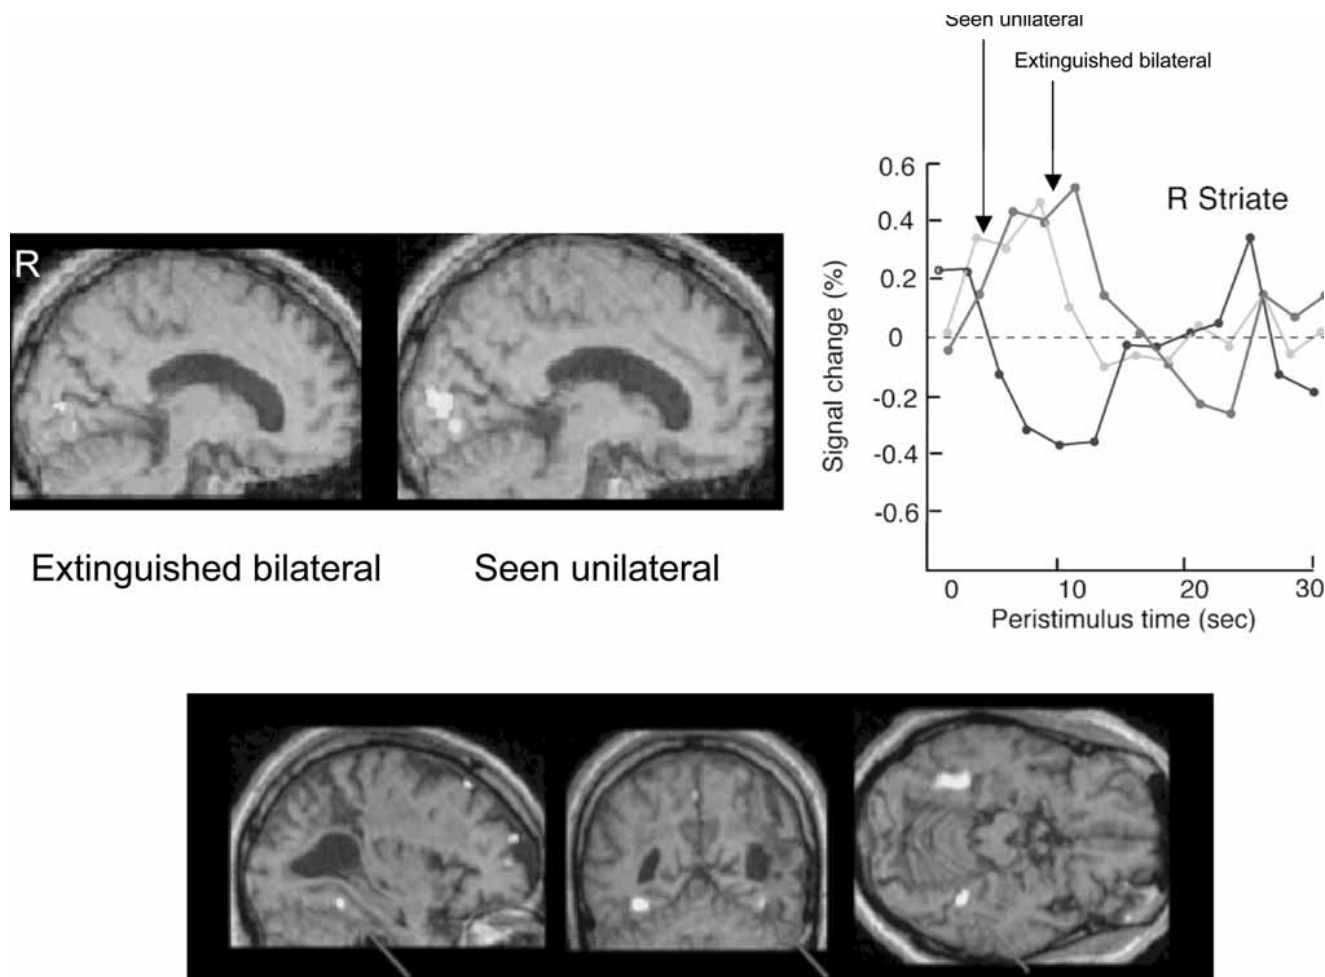 Seen unilateral
Extinguished bilateral
R Striate
0.6
0.4
0.2
0
-0.2
-0.4
-0.6
Signal change (%)
0
10
20
30
Peristimulus time (sec)
R
Extinguished bilateral
Seen unilateral